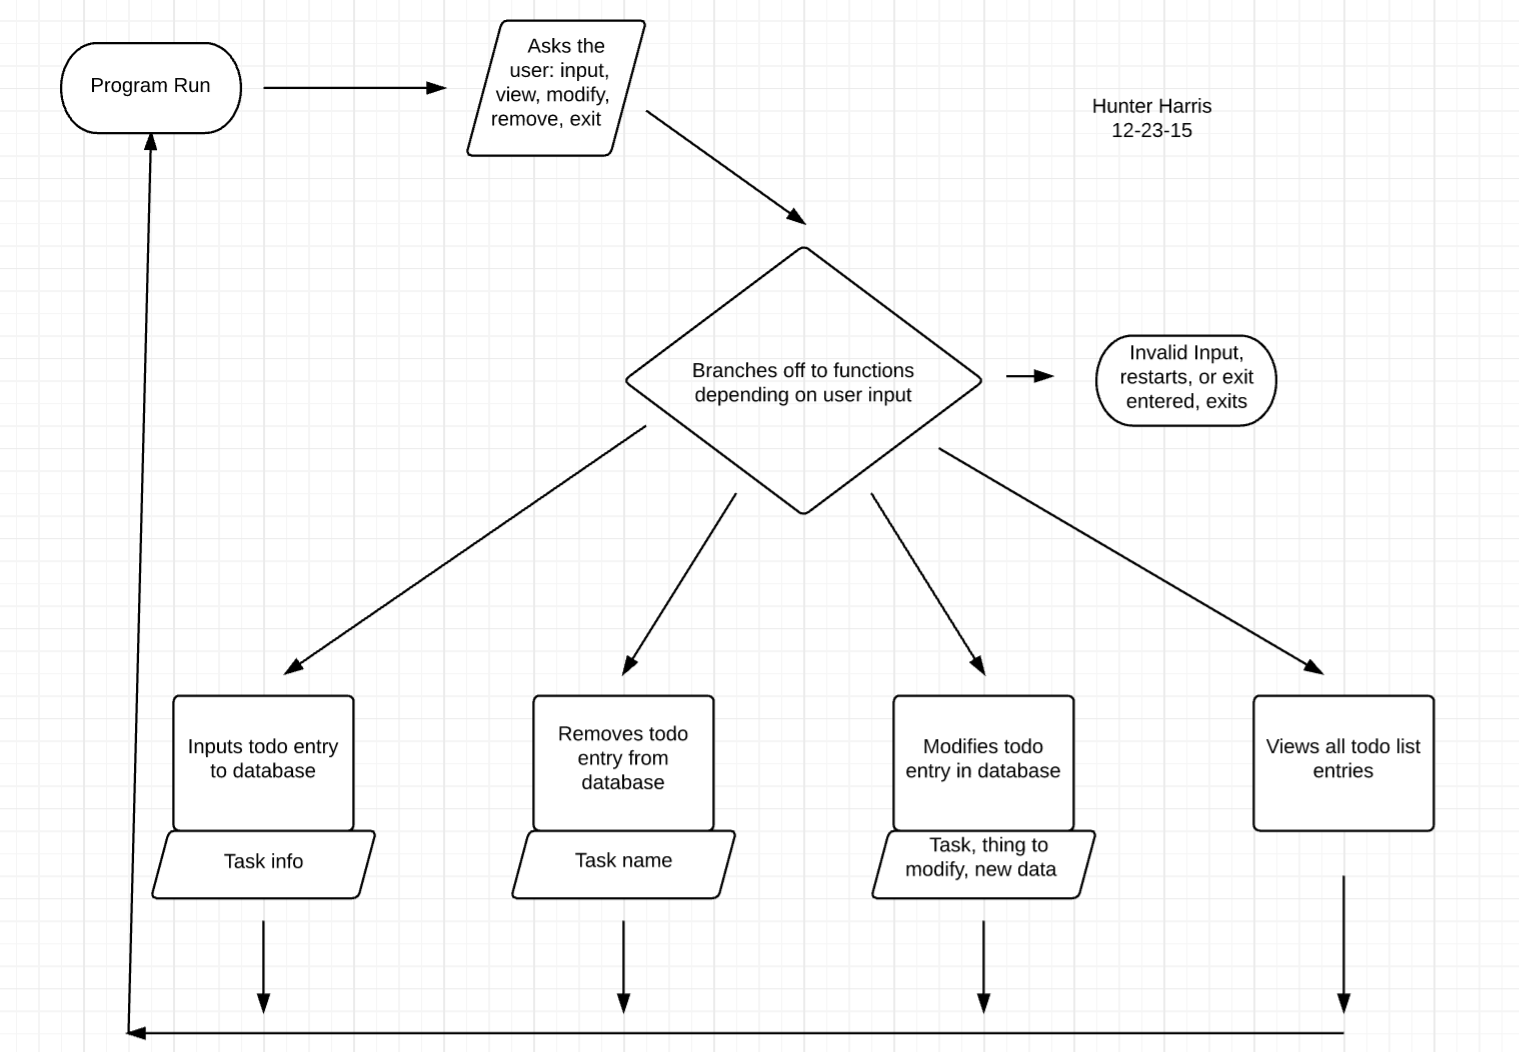 Program Run
Asks the
user: input,
view, modify,
remove, exit
Hunter Harris
12-23-15
Branches off to functions
depending on user input
Invalid Input,
restarts, or exit
entered, exits
Inputs todo entry
to database
Removes todo
entry from
database
Modifies todo
entry in database
Views all todo list
entries
Task info
Task name
Task, thing to
modify, new data